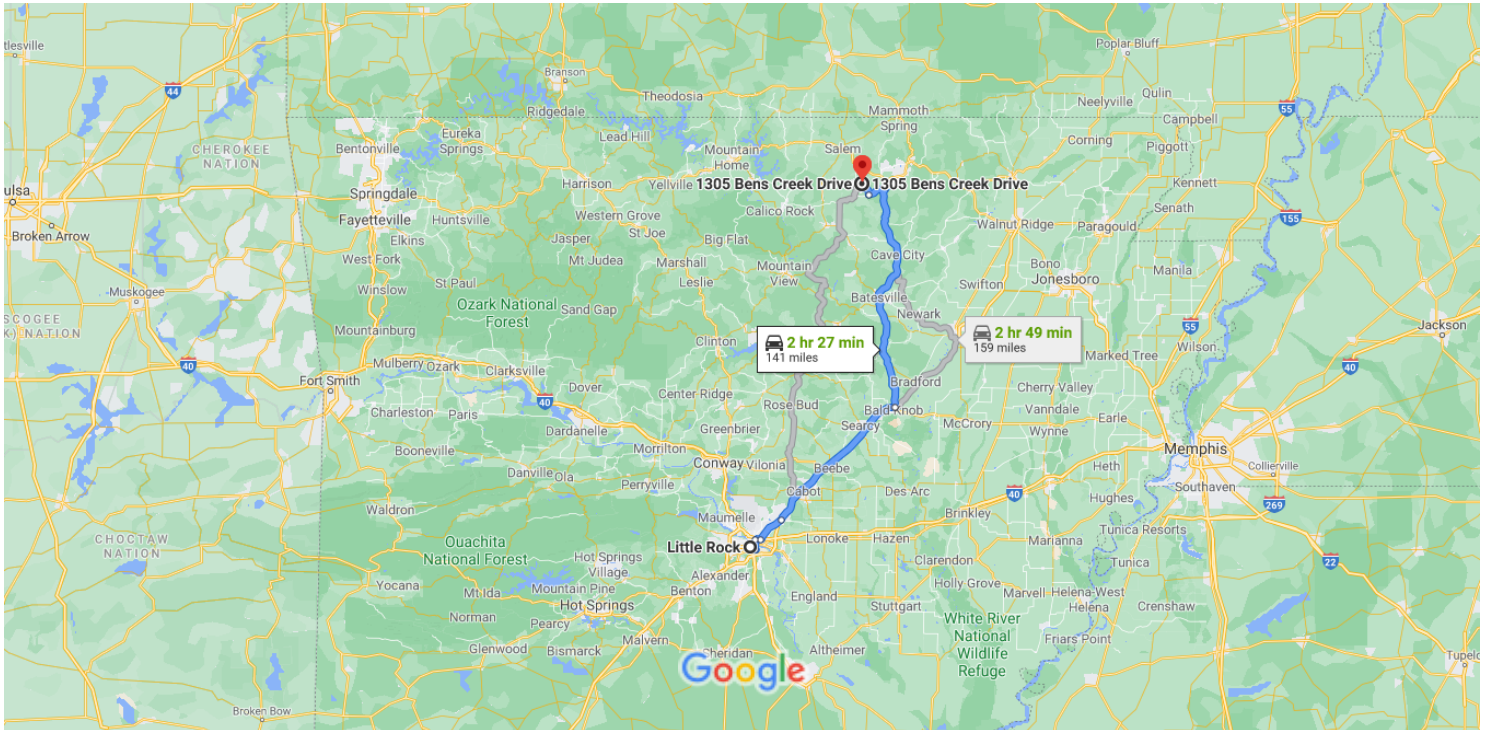 tlesville
Poplar Bluff
Branson
44
Theodosia
Qulin
Neelyville
55
Ridgedale
Mammoth
Spring
Campbell
Eureka
Springs
Lead Hill
Corning
CHEROKEE
NATION
Bentonville
Mountain
Home
Salem
Piggott
ulsa
Springdale
Harrison
Yellville
1305 Bens Creek Drive
1305 Bens Creek Drive
Kennett
Fayetteville
Huntsville
Western Grove
Calico Rock
Senath
155
Broken Arrow
Elkins
St Joe
Walnut Ridge
Paragould
Jasper
Big Flat
West Fork
Mt Judea
Marshall
Mountain
View
Cave City
Bono
Manila
Winslow
St Paul
Leslie
Jonesboro
Muskogee
Batesville
Swifton
Ozark National
Forest
Sand Gap
Newark
SCOGEE
K) NATION
Mountainburg
55
Jackson
Clinton
2 hr 27 min
141 miles
2 hr 49 min
159 miles
Wilson
Marked Tree
40
Mulberry
Ozark
Clarksville
40
Fort Smith
Dover
Center Ridge
Bradford
Cherry Valley
40
Charleston
Paris
Rose Bud
Bald Knob
Vanndale
Earle
Dardanelle
Greenbrier
Searcy
McCrory
Wynne
Booneville
Morrilton
Memphis
Danville
Ola
Conway
Vilonia
Beebe
Heth
Collierville
Perryville
Cabot
Des Arc
40
Hughes
Southaven
269
Waldron
Maumelle
Brinkley
Tunica Resorts
CHOCTAW
NATION
Ouachita
National Forest
Little Rock
Lonoke
Hazen
Marianna
Hot Springs
Village
Alexander
Clarendon
Tunica
22
Yocana
Mt Ida
Mountain Pine
Benton
England
Holly Grove
Marvell
Helena-West
Helena
Crenshaw
Hot Springs
Stuttgart
Norman
Pearcy
White River
National
Wildlife
Refuge
Malvern
Friars Point
Glenwood
Bismarck
Sheridan
Altheimer
Tupelo
Google
Broken Bow